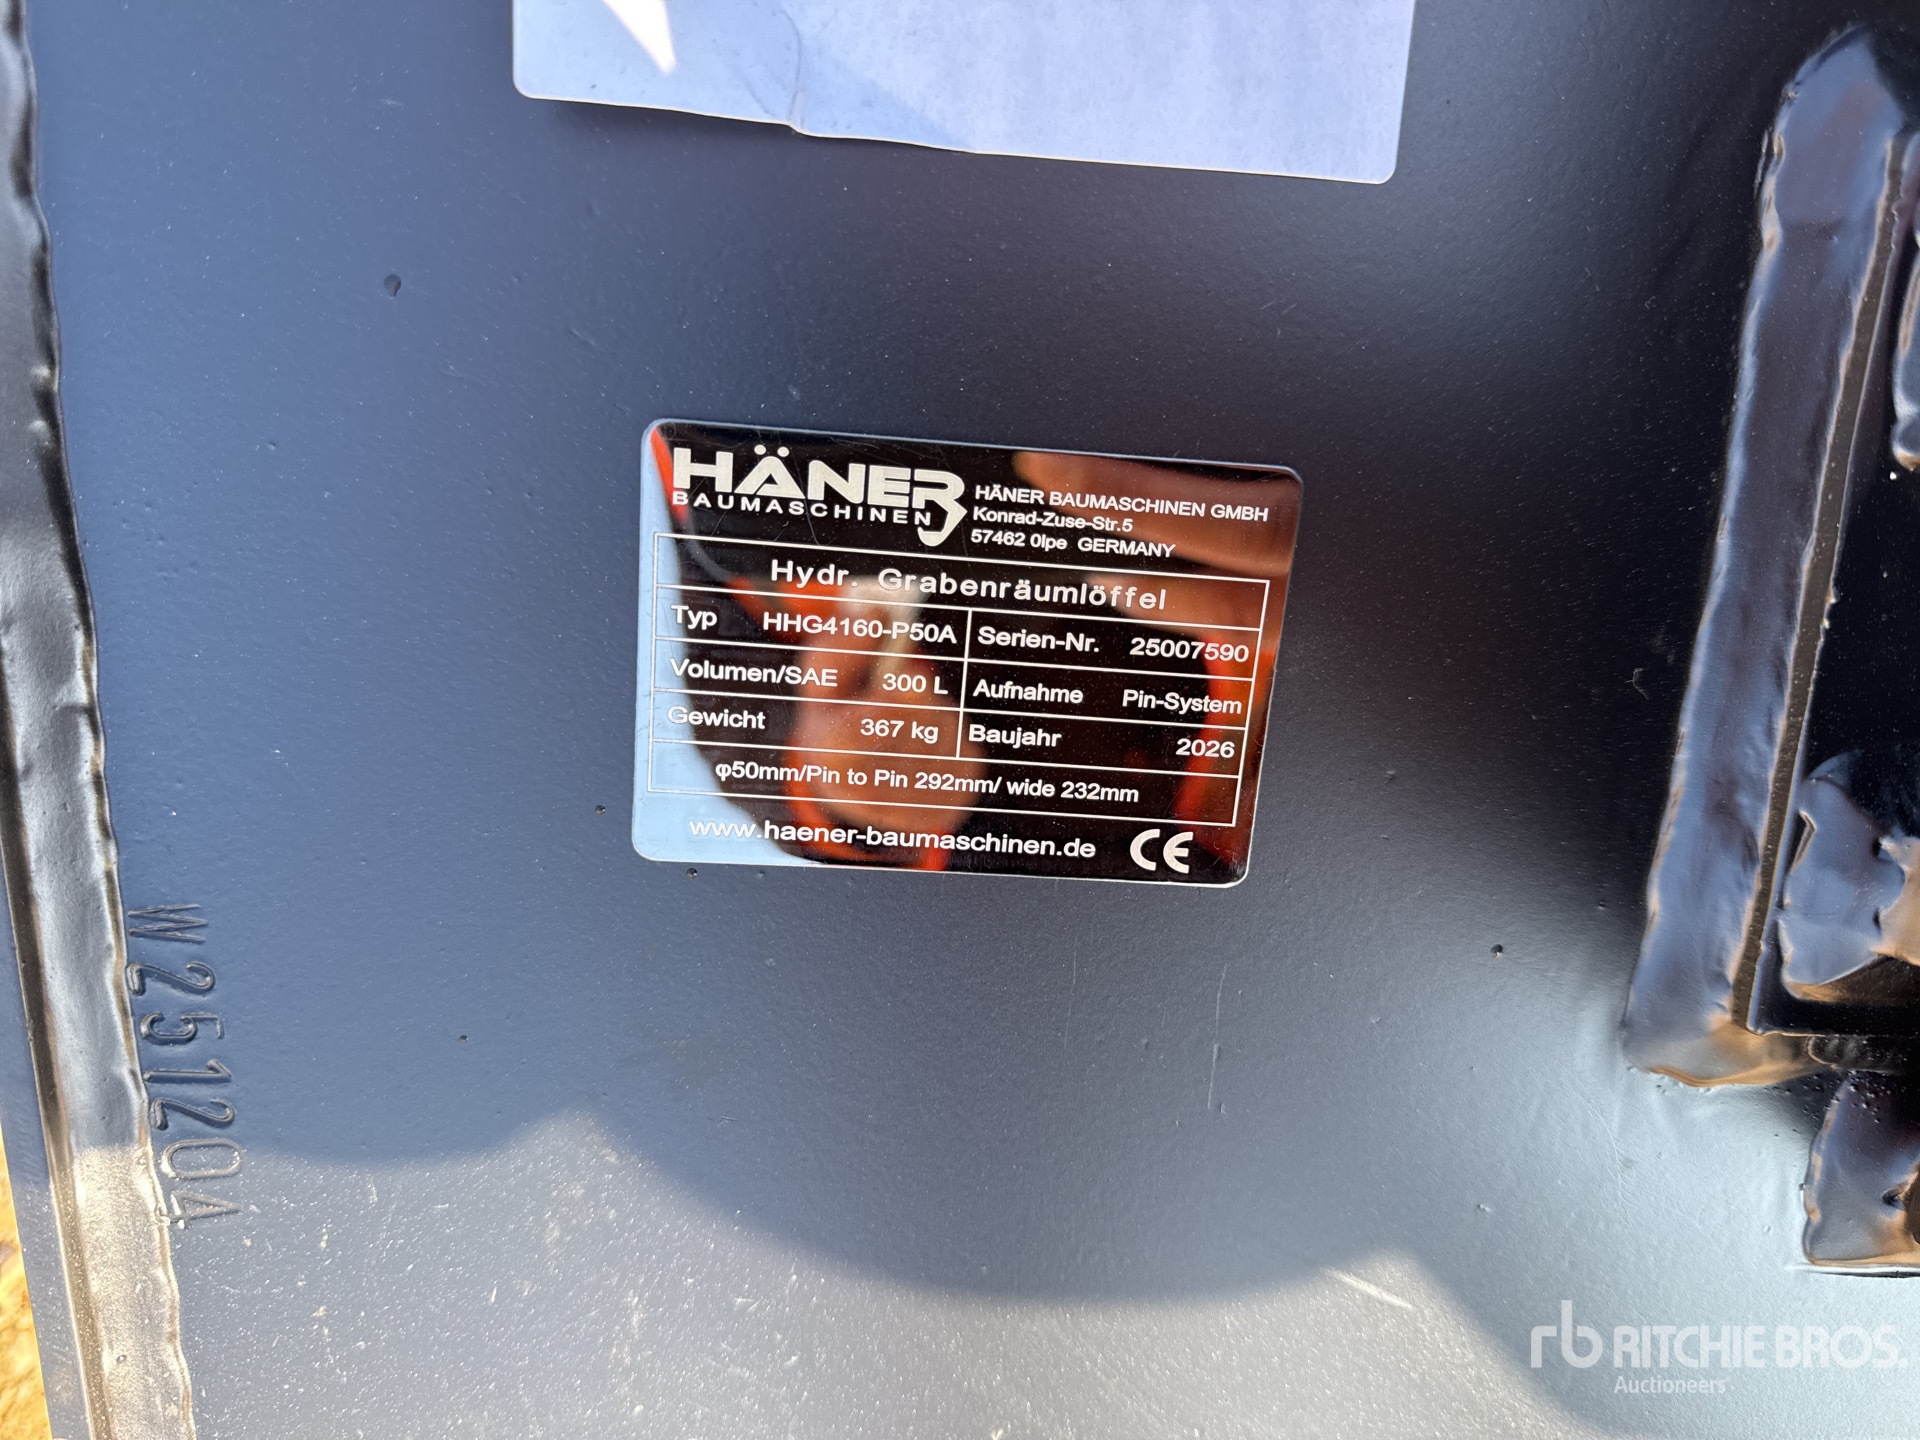 HÄNER
BAUMASCHINEN
HÄNER BAUMASCHINEN GMBH
Konrad-Zuse-Str.5
57462 0lpe GERMANY
Hydr. Grabenräumlöffel
Typ HHG4160-P50A Serien-Nr. 25007590
Volumen/SAE 300 L Aufnahme Pin-System
Gewicht 367 kg Baujahr 2026
φ50mm/Pin to Pin 292mm/ wide 232mm
www.haener-baumaschinen.de CE
W251204
rb RITCHIE BROS.
Auctioneers